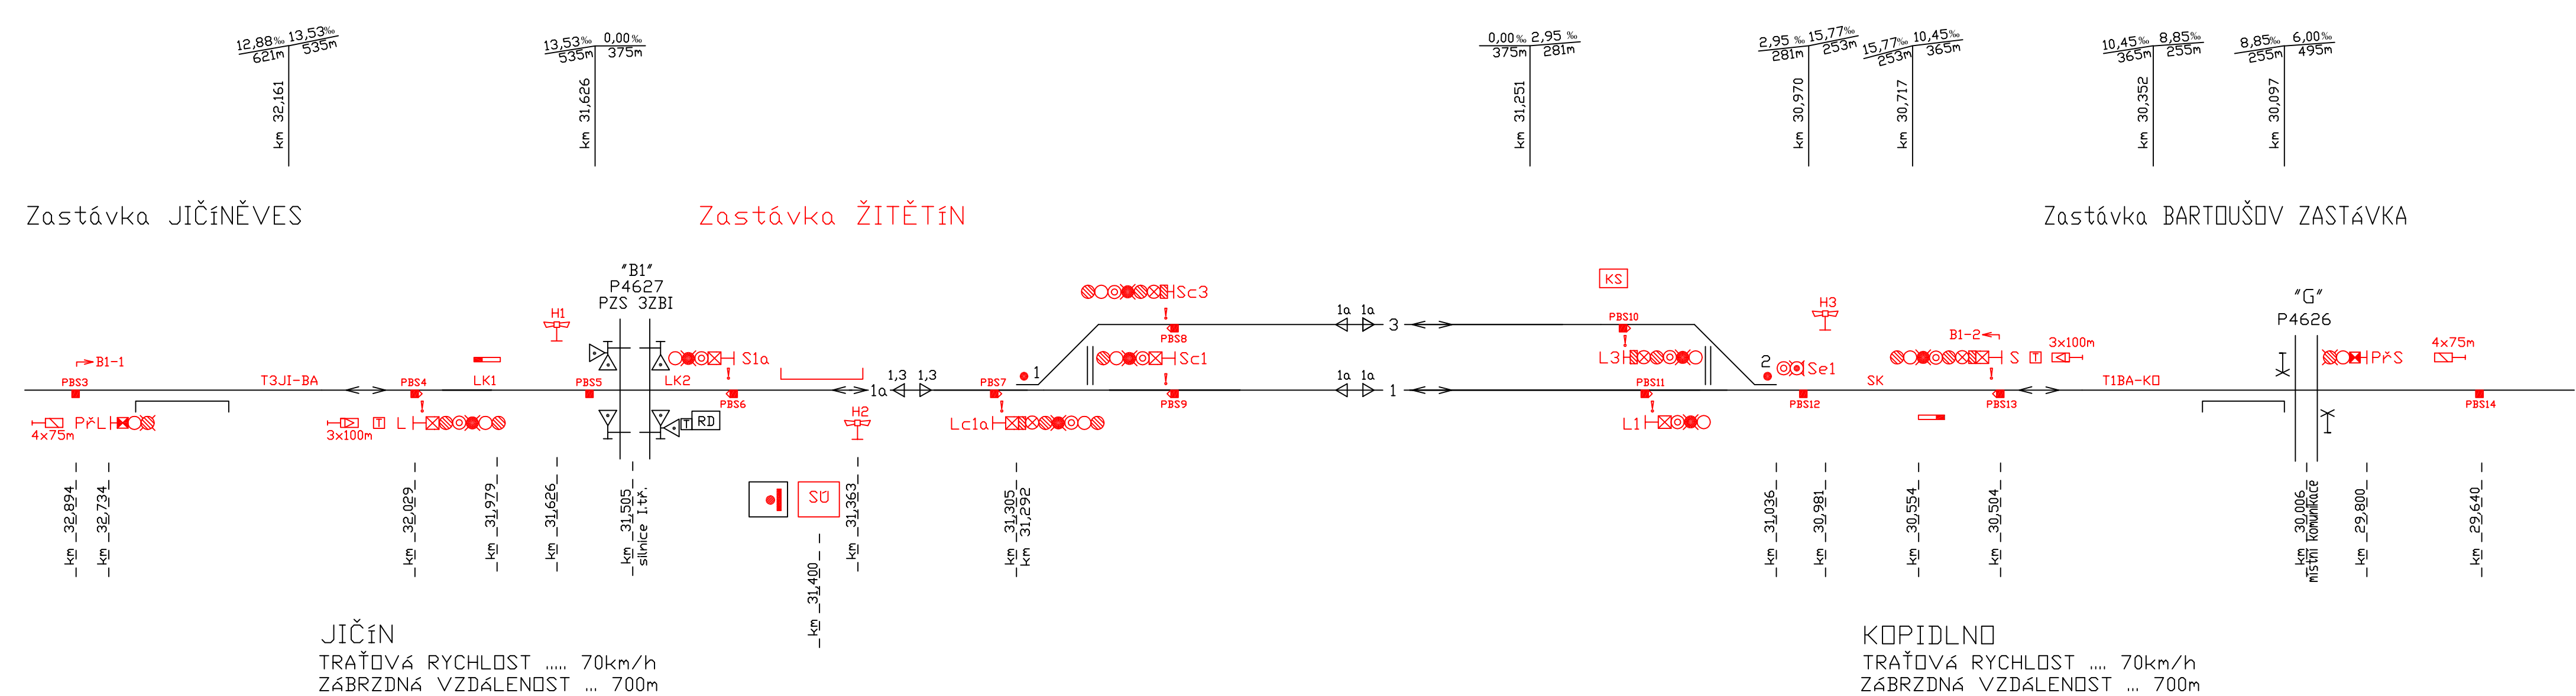 12,88‰ 13,53‰
621m 535m
km 32,161
13,53‰ 0,00‰
535m 375m
km 31,626
0,00‰ 2,95 ‰
375m 281m
km 31,251
2,95 ‰ 15,77‰
281m 253m
km 30,970
15,77‰ 10,45‰
253m 365m
km 30,717
10,45‰ 8,85‰
365m 255m
km 30,352
8,85‰ 6,00‰
255m 495m
km 30,097
Zastávka JIČÍNĚVES
Zastávka ŽITĚTÍN
Zastávka BARTOUŠOV ZASTÁVKA
"B1"
P4627
PZS 3ZBI
KS
"G"
P4626
Sc3
H1
H3
B1-1
B1-2
PBS8
PBS10
1a 1a
3
S1a
Sc1
L3
2
Se1
S
T
3x100m
PřS
4x75m
PBS3
T3JI-BA
PBS4
LK1
PBS5
LK2
PBS6
1a
1,3 1,3
PBS7
1
PBS9
1a 1a
1
PBS11
PBS12
SK
PBS13
T1BA-KO
PBS14
4x75m
PřL
3x100m
T
L
T
RD
H2
Lc1a
L1
SÚ
km 32,894
km 32,734
km 32,029
km 31,979
km 31,626
km 31,505
silnice I.tř.
km 31,400
km 31,363
km 31,305
km 31,292
km 31,036
km 30,981
km 30,554
km 30,504
km 30,006
místní komunikace
km 29,800
km 29,640
JIČÍN
TRAŤOVÁ RYCHLOST ..... 70km/h
ZÁBRZDNÁ VZDÁLENOST ... 700m
KOPIDLNO
TRAŤOVÁ RYCHLOST .... 70km/h
ZÁBRZDNÁ VZDÁLENOST ... 700m